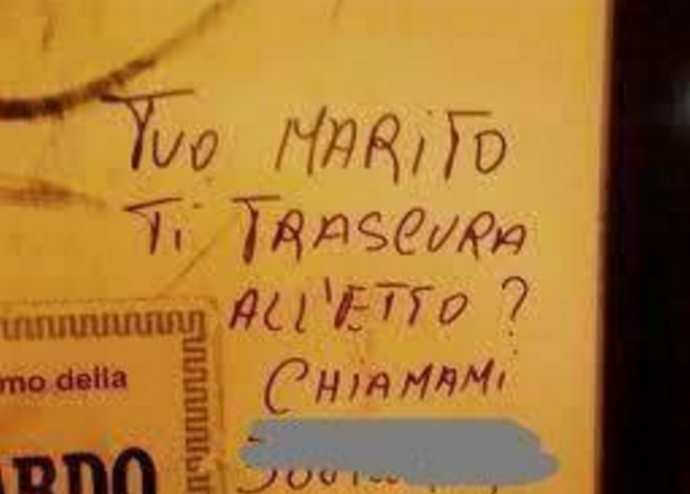 TUO MARITO
TI TRASCURA
ALL'ETTO?
CHIAMAMI
mo della
ARDO